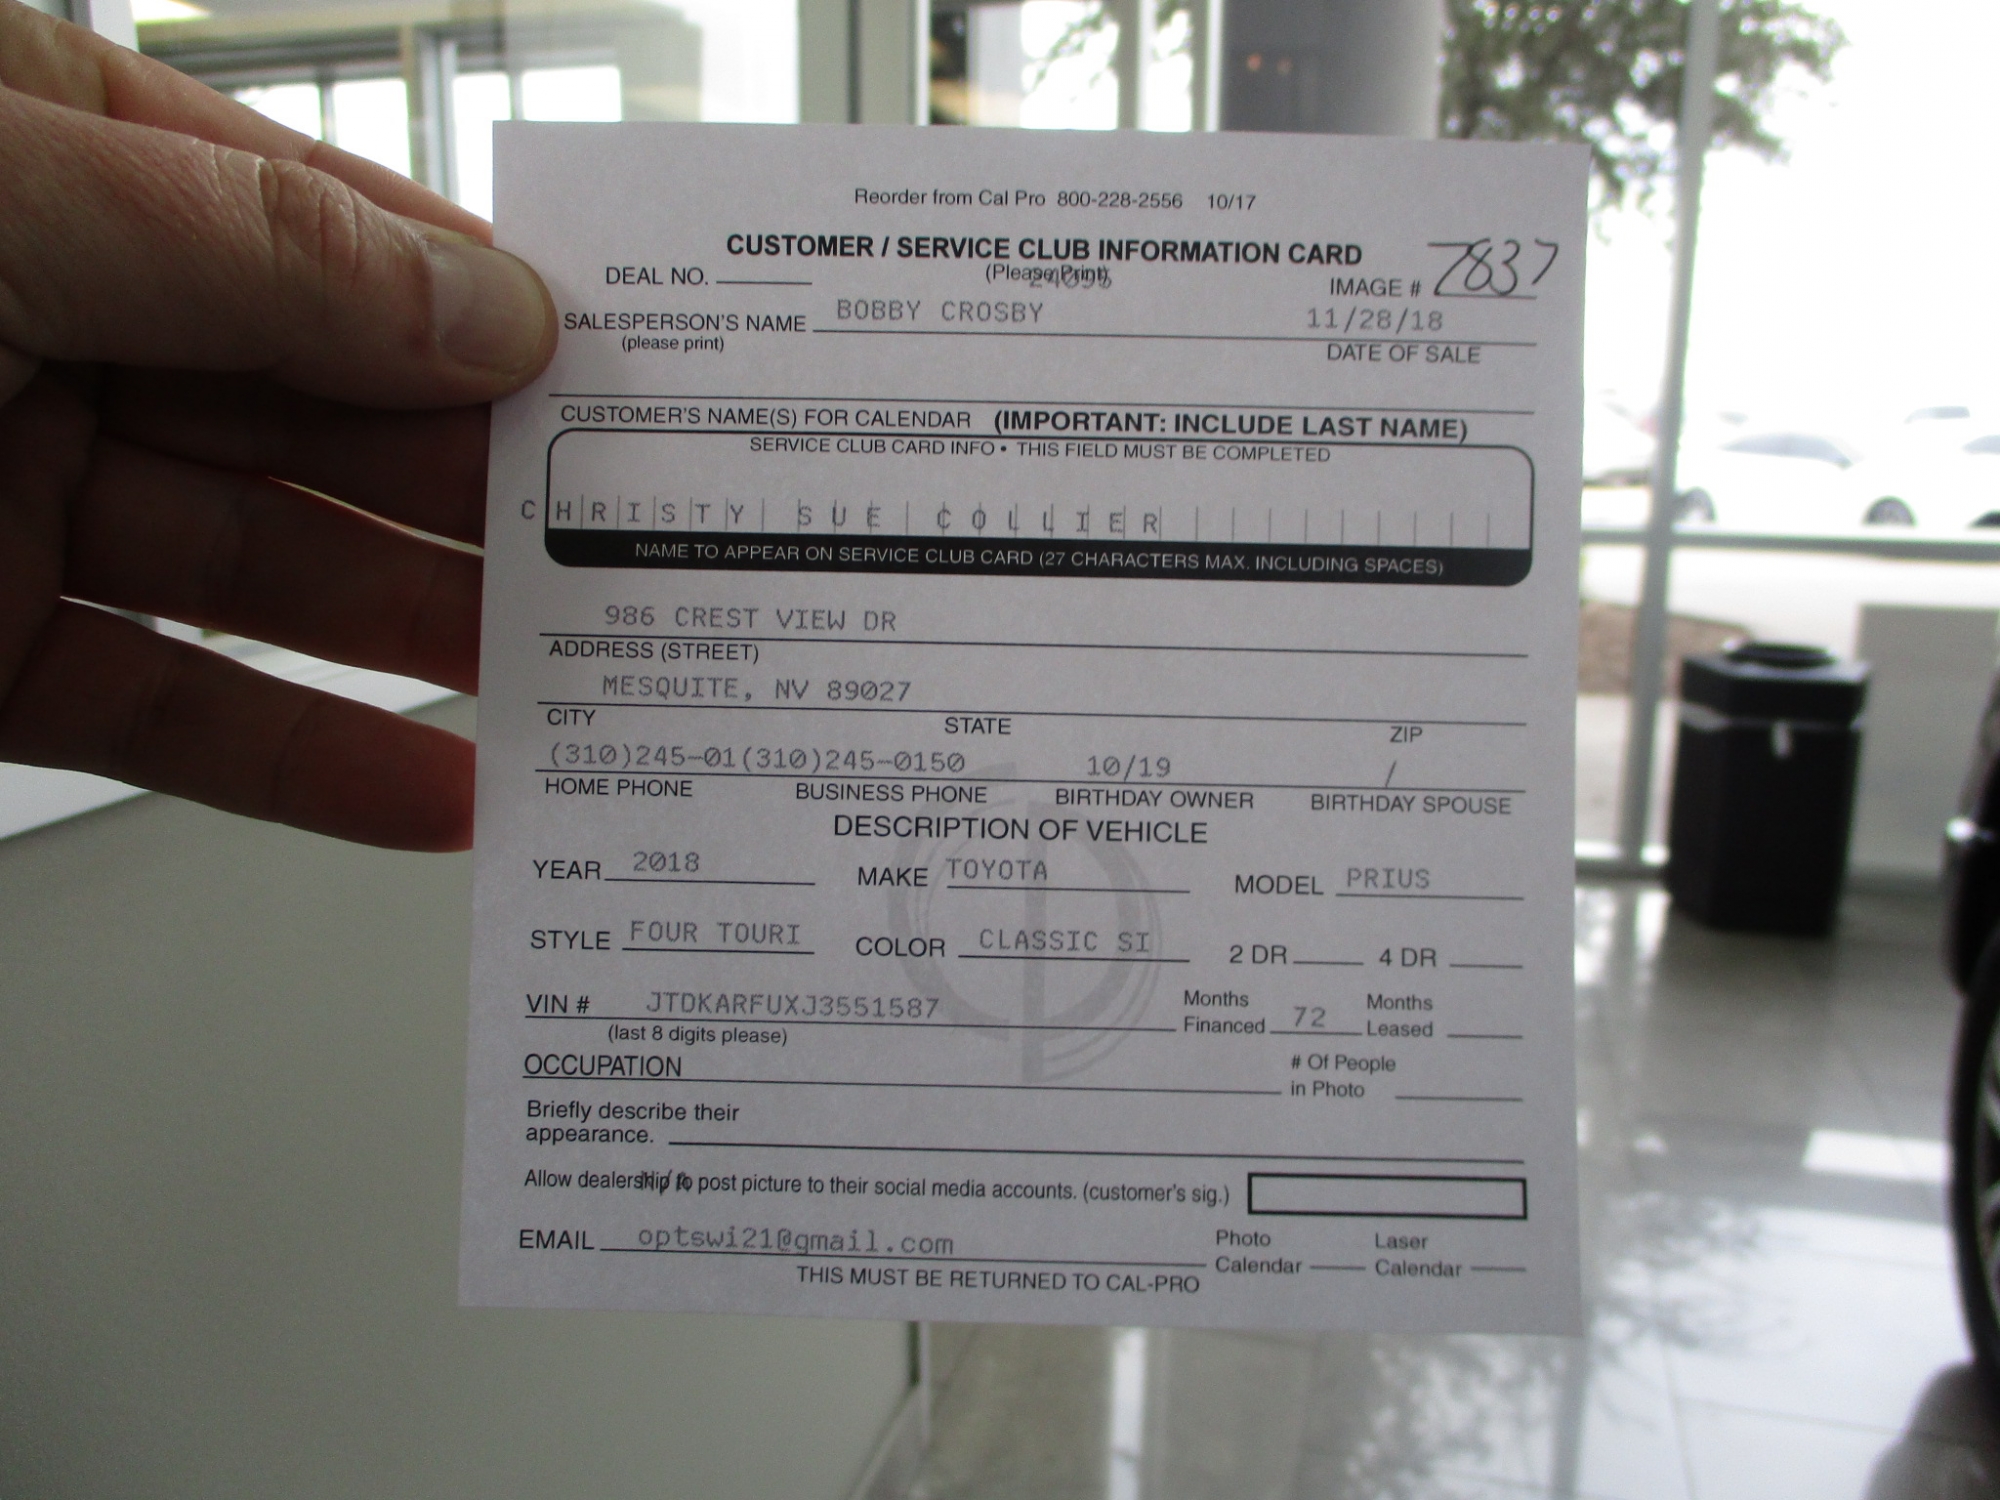 Reorder from Cal Pro 800-228-2556 10/17
CUSTOMER / SERVICE CLUB INFORMATION CARD
DEAL NO. (Please Print) IMAGE # 7837
SALESPERSON'S NAME BOBBY CROSBY 11/28/18
(please print) DATE OF SALE
CUSTOMER'S NAME(S) FOR CALENDAR (IMPORTANT: INCLUDE LAST NAME)
SERVICE CLUB CARD INFO • THIS FIELD MUST BE COMPLETED
CHRISTY SUE COLLIER
NAME TO APPEAR ON SERVICE CLUB CARD (27 CHARACTERS MAX. INCLUDING SPACES)
986 CREST VIEW DR
ADDRESS (STREET)
MESQUITE, NV 89027
CITY STATE ZIP
(310)245-01(310)245-0150 10/19 /
HOME PHONE BUSINESS PHONE BIRTHDAY OWNER BIRTHDAY SPOUSE
DESCRIPTION OF VEHICLE
YEAR 2018 MAKE TOYOTA MODEL PRIUS
STYLE FOUR TOURI COLOR CLASSIC SI 2 DR 4 DR
VIN # JTDKARFUXJ3551587 Months Financed 72 Months Leased
(last 8 digits please)
OCCUPATION # Of People in Photo
Briefly describe their
appearance.
Allow dealership to post picture to their social media accounts. (customer's sig.)
EMAIL optswi21@gmail.com Photo Calendar Laser Calendar
THIS MUST BE RETURNED TO CAL-PRO